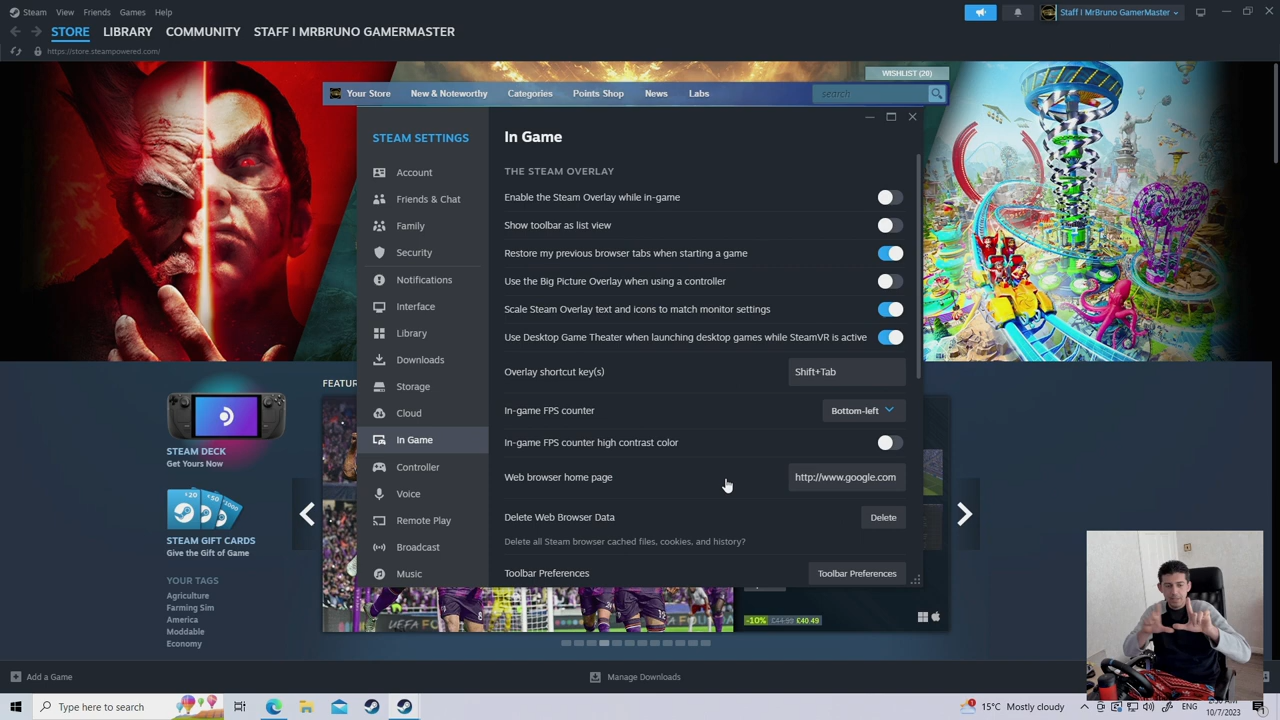 Steam View Friends Games Help
Staff I MrBruno GamerMaster
STORE LIBRARY COMMUNITY STAFF I MRBRUNO GAMERMASTER
https://store.steampowered.com/
WISHLIST (20)
Your Store New & Noteworthy Categories Points Shop News Labs search
STEAM SETTINGS
Account
Friends & Chat
Family
Security
Notifications
Interface
Library
Downloads
Storage
Cloud
In Game
Controller
Voice
Remote Play
Broadcast
Music
In Game
THE STEAM OVERLAY
Enable the Steam Overlay while in-game
Show toolbar as list view
Restore my previous browser tabs when starting a game
Use the Big Picture Overlay when using a controller
Scale Steam Overlay text and icons to match monitor settings
Use Desktop Game Theater when launching desktop games while SteamVR is active
Overlay shortcut key(s) Shift+Tab
In-game FPS counter Bottom-left
In-game FPS counter high contrast color
Web browser home page http://www.google.com
Delete Web Browser Data Delete
Delete all Steam browser cached files, cookies, and history?
Toolbar Preferences Toolbar Preferences
FEATUR
STEAM DECK
Get Yours Now
STEAM GIFT CARDS
Give the Gift of Game
YOUR TAGS
Agriculture
Farming Sim
America
Moddable
Economy
-10% £44.99 £40.49
Add a Game
Manage Downloads
Type here to search
15°C Mostly cloudy
ENG
10/7/2023